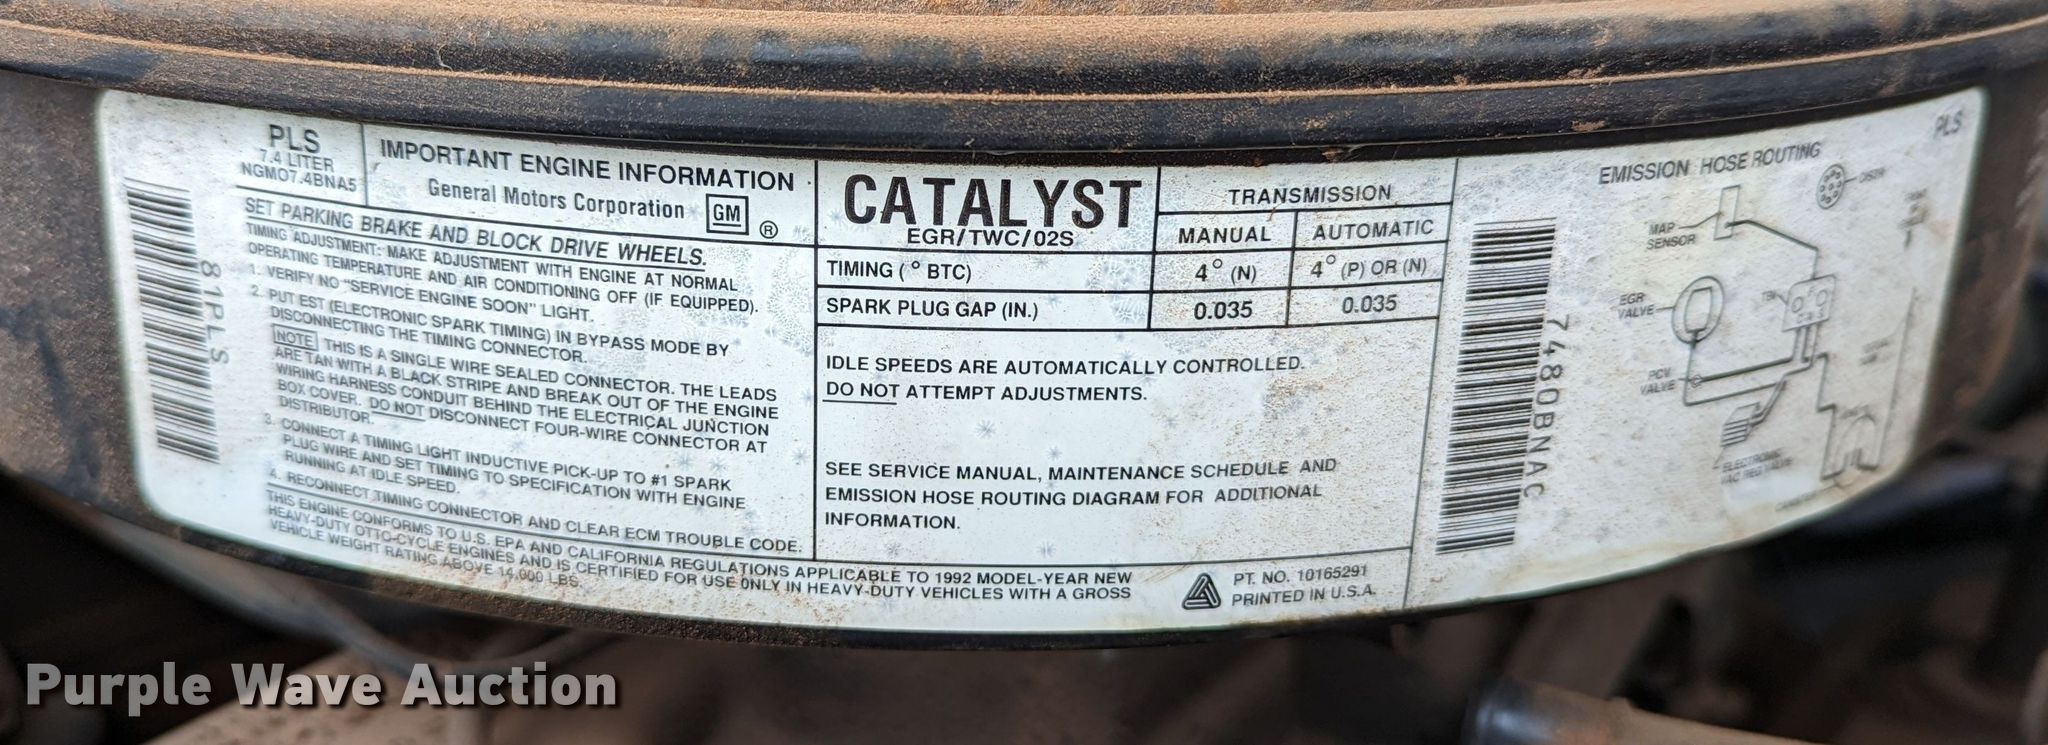 PLS
7.4 LITER
NGM07.4BNA5
IMPORTANT ENGINE INFORMATION
General Motors Corporation GM ®
SET PARKING BRAKE AND BLOCK DRIVE WHEELS.
TIMING ADJUSTMENT: MAKE ADJUSTMENT WITH ENGINE AT NORMAL
OPERATING TEMPERATURE AND AIR CONDITIONING OFF (IF EQUIPPED).
1. VERIFY NO "SERVICE ENGINE SOON" LIGHT.
2. PUT EST (ELECTRONIC SPARK TIMING) IN BYPASS MODE BY
DISCONNECTING THE TIMING CONNECTOR.
NOTE THIS IS A SINGLE WIRE SEALED CONNECTOR. THE LEADS
ARE TAN WITH A BLACK STRIPE AND BREAK OUT OF THE ENGINE
WIRING HARNESS CONDUIT BEHIND THE ELECTRICAL JUNCTION
BOX COVER. DO NOT DISCONNECT FOUR-WIRE CONNECTOR AT
DISTRIBUTOR.
3. CONNECT A TIMING LIGHT INDUCTIVE PICK-UP TO #1 SPARK
PLUG WIRE AND SET TIMING TO SPECIFICATION WITH ENGINE
RUNNING AT IDLE SPEED.
4. RECONNECT TIMING CONNECTOR AND CLEAR ECM TROUBLE CODE.
THIS ENGINE CONFORMS TO U.S. EPA AND CALIFORNIA REGULATIONS APPLICABLE TO 1992 MODEL-YEAR NEW
HEAVY-DUTY OTTO-CYCLE ENGINES AND IS CERTIFIED FOR USE ONLY IN HEAVY-DUTY VEHICLES WITH A GROSS
VEHICLE WEIGHT RATING ABOVE 14,000 LBS.
81PLS
CATALYST
EGR/TWC/02S
TRANSMISSION
MANUAL AUTOMATIC
TIMING (° BTC) 4° (N) 4° (P) OR (N)
SPARK PLUG GAP (IN.) 0.035 0.035
IDLE SPEEDS ARE AUTOMATICALLY CONTROLLED.
DO NOT ATTEMPT ADJUSTMENTS.
SEE SERVICE MANUAL, MAINTENANCE SCHEDULE AND
EMISSION HOSE ROUTING DIAGRAM FOR ADDITIONAL
INFORMATION.
PT. NO. 10165291
PRINTED IN U.S.A.
7480BNAC
EMISSION HOSE ROUTING
PLS
MAP
SENSOR
EGR
VALVE
PCV
VALVE
ELECTRONIC
VAC REG VALVE
Purple Wave Auction